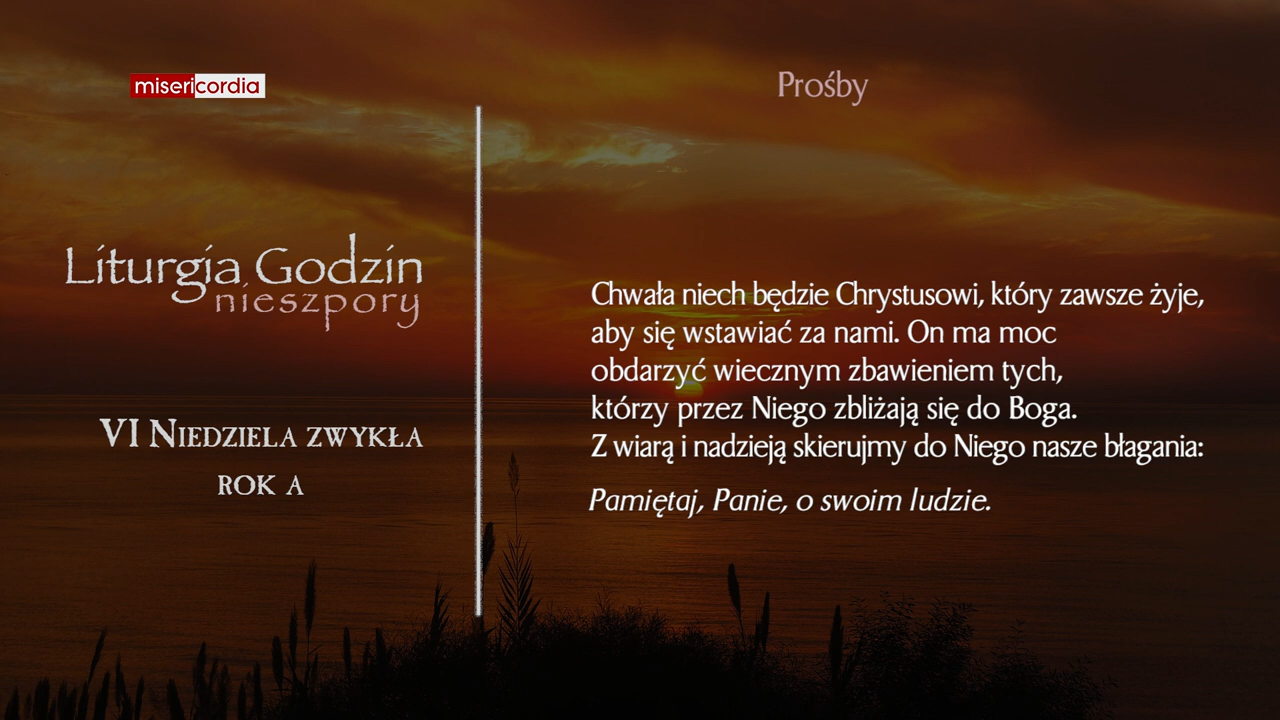 misericordia
Liturgia Godzin
nieszpory
VI NIEDZIELA ZWYKŁA
ROK A
Prośby
Chwała niech będzie Chrystusowi, który zawsze żyje,
aby się wstawiać za nami. On ma moc
obdarzyć wiecznym zbawieniem tych,
którzy przez Niego zbliżają się do Boga.
Z wiarą i nadzieją skierujmy do Niego nasze błagania:
Pamiętaj, Panie, o swoim ludzie.